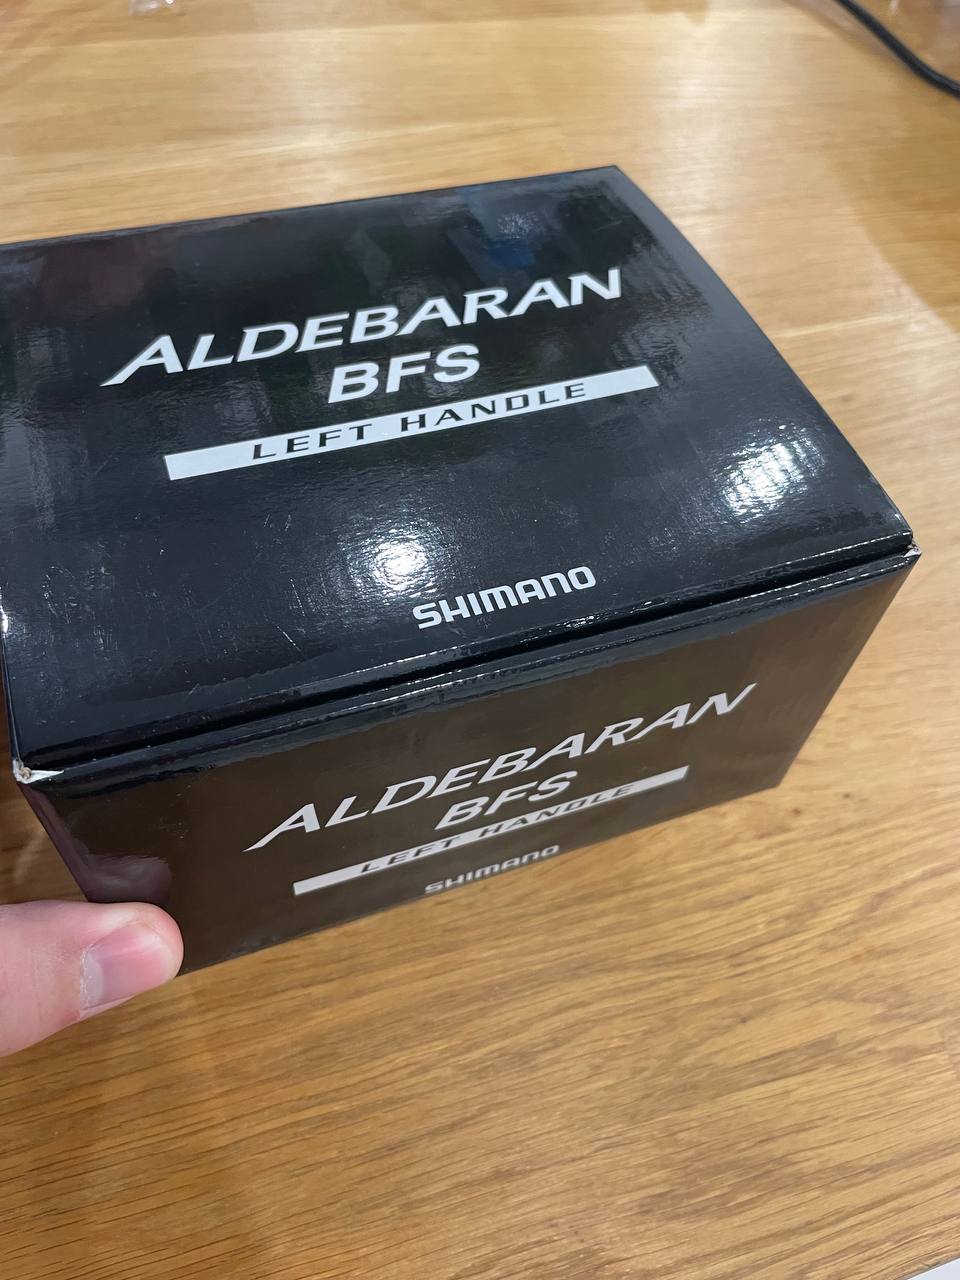 ALDEBARAN
BFS
LEFT HANDLE
SHIMANO
ALDEBARAN
BFS
LEFT HANDLE
SHIMANO